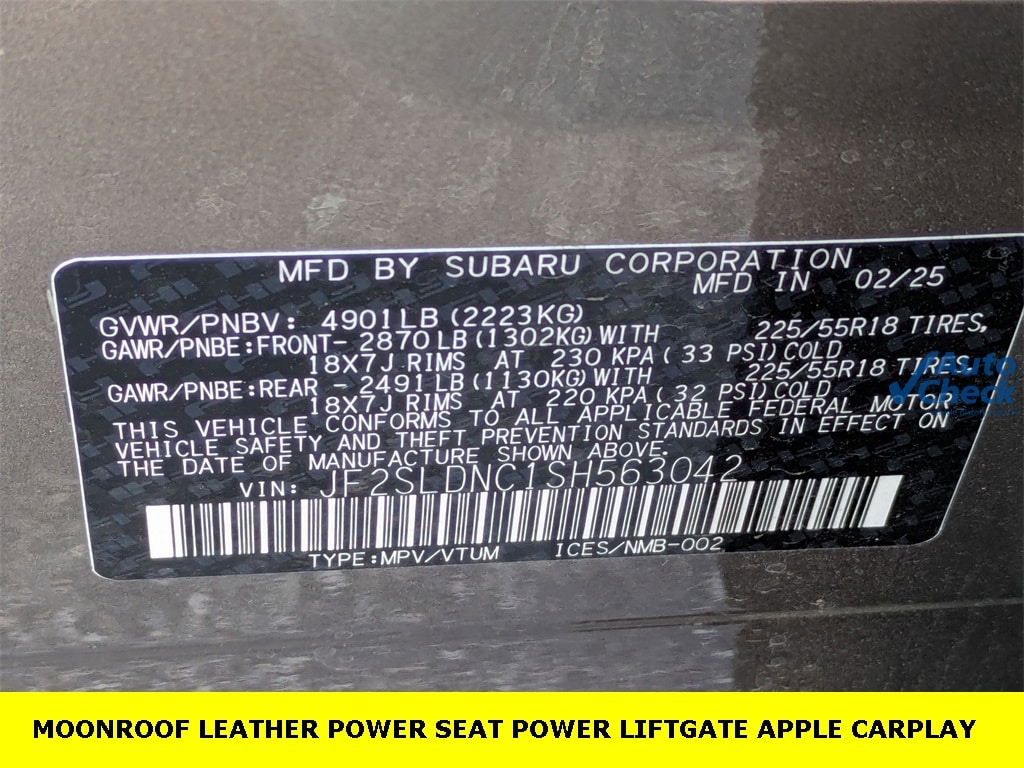 MFD BY SUBARU CORPORATION
MFD IN 02/25
GVWR/PNBV: 4901LB (2223KG)
GAWR/PNBE:FRONT- 2870LB(1302KG)WITH 225/55R18 TIRES,
18X7J RIMS AT 230 KPA( 33 PSI)COLD
GAWR/PNBE:REAR - 2491LB(1130KG)WITH 225/55R18 TIRES,
18X7J RIMS AT 220 KPA( 32 PSI)COLD
THIS VEHICLE CONFORMS TO ALL APPLICABLE FEDERAL MOTOR
VEHICLE SAFETY AND THEFT PREVENTION STANDARDS IN EFFECT ON
THE DATE OF MANUFACTURE SHOWN ABOVE.
VIN: JF2SLDNC1SH563042
TYPE:MPV/VTUM ICES/NMB-002
Auto
Check
MOONROOF LEATHER POWER SEAT POWER LIFTGATE APPLE CARPLAY